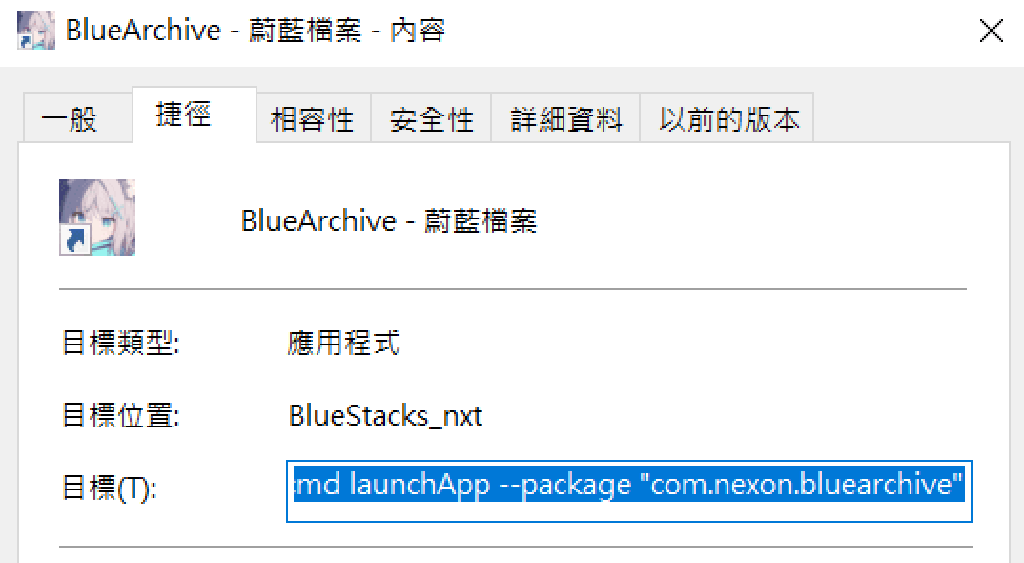 BlueArchive - 蔚藍檔案 - 內容
一般 捷徑 相容性 安全性 詳細資料 以前的版本
BlueArchive - 蔚藍檔案
目標類型: 應用程式
目標位置: BlueStacks_nxt
目標(T): cmd launchApp --package "com.nexon.bluearchive"